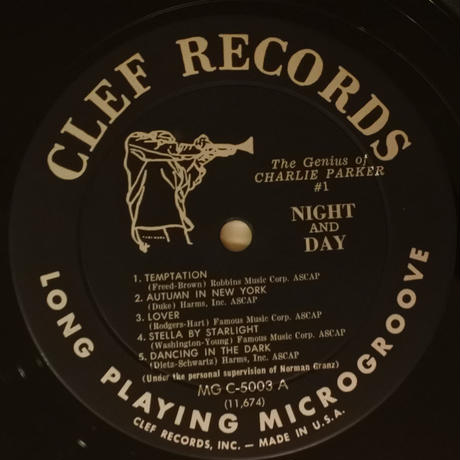 CLEF RECORDS
The Genius of
CHARLIE PARKER
#1
NIGHT
AND
DAY
1. TEMPTATION
(Freed-Brown) Robbins Music Corp. ASCAP
2. AUTUMN IN NEW YORK
(Duke) Harms, Inc. ASCAP
3. LOVER
(Rodgers-Hart) Famous Music Corp. ASCAP
4. STELLA BY STARLIGHT
(Washington-Young) Famous Music Corp. ASCAP
5. DANCING IN THE DARK
(Dietz-Schwartz) Harms, Inc. ASCAP
(Under the personal supervision of Norman Granz)
MG C-5003 A
(11,674)
LONG PLAYING MICROGROOVE
CLEF RECORDS, INC. — MADE IN U.S.A.